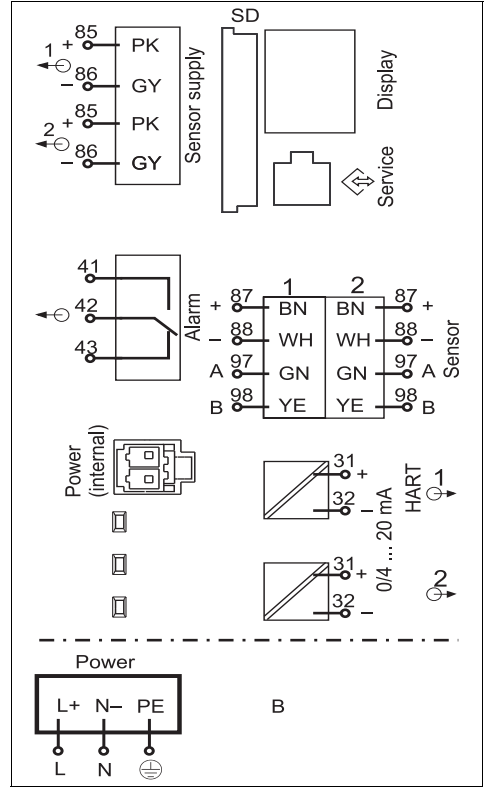 SD
1 + 85 PK
– 86 GY
2 + 85 PK
– 86 GY
Sensor supply
Display
Service
41
42
43
Alarm
1 2
+ 87 BN BN 87 +
– 88 WH WH 88 –
A 97 GN GN 97 A
B 98 YE YE 98 B
Sensor
Power
(internal)
31 +
32 –
31 +
32 –
0/4 ... 20 mA
HART
1
2
Power
L+ N– PE
L N
B